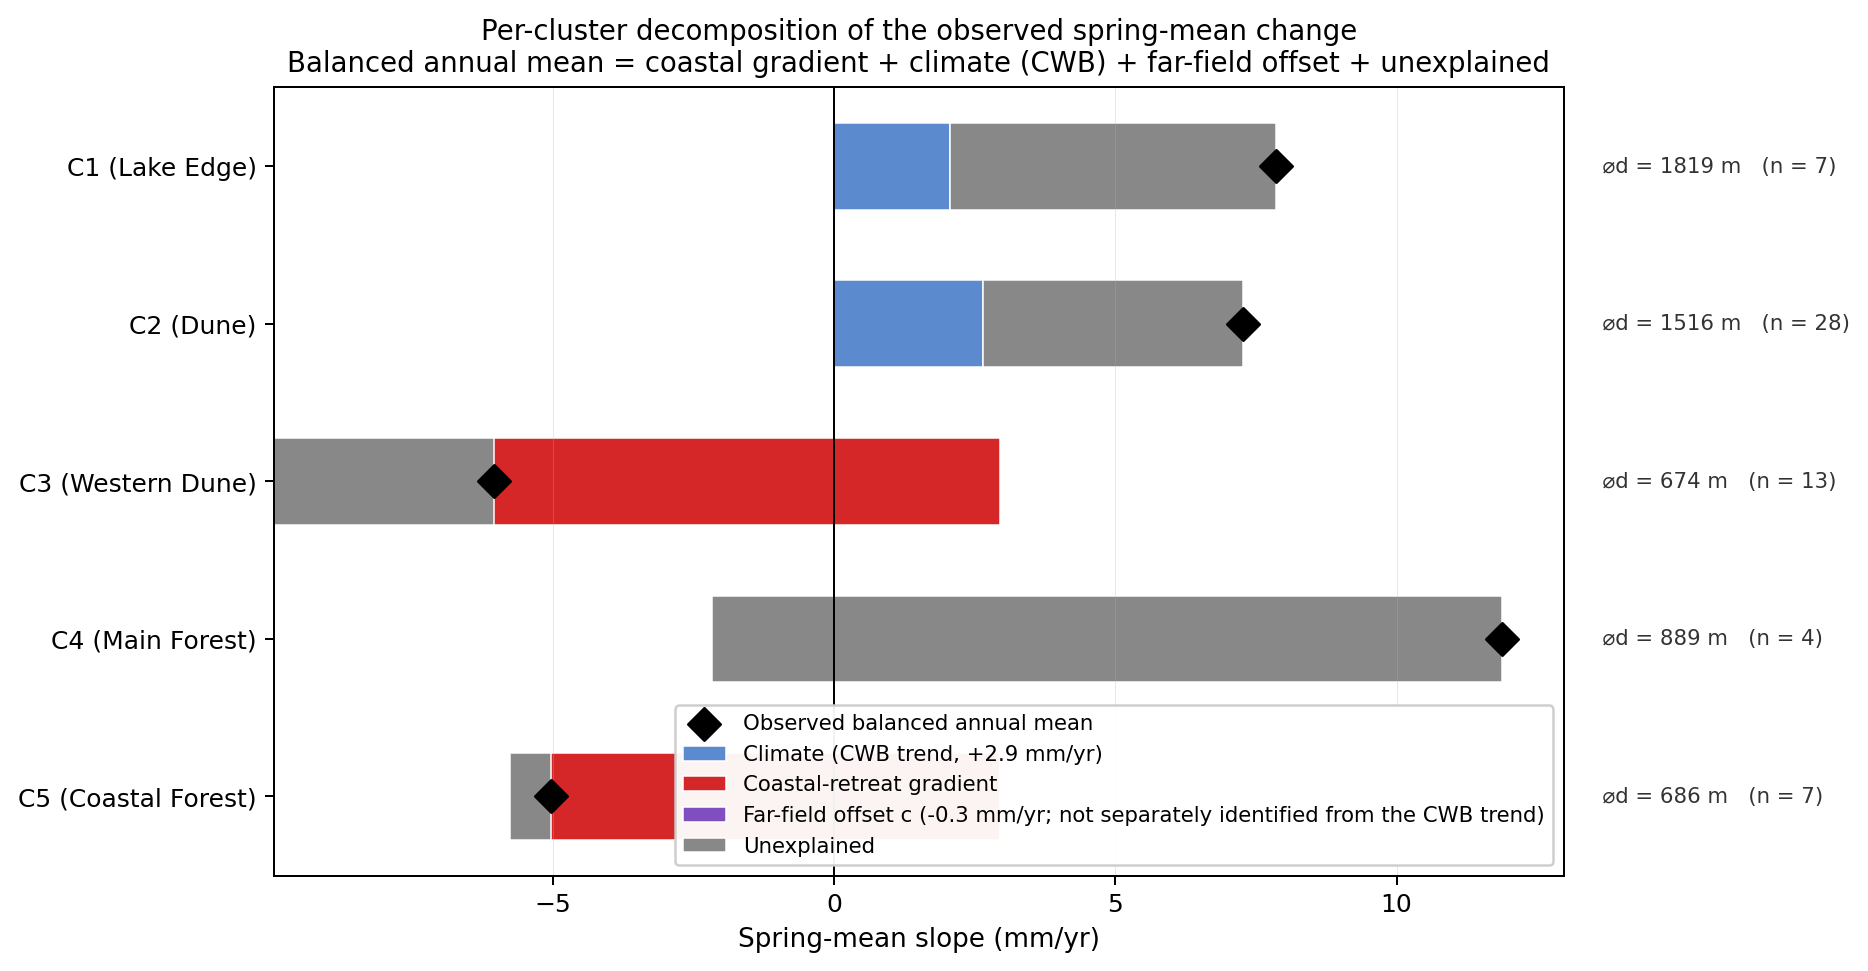 Per-cluster decomposition of the observed spring-mean change
Balanced annual mean = coastal gradient + climate (CWB) + far-field offset + unexplained
C1 (Lake Edge)
⌀d = 1819 m (n = 7)
C2 (Dune)
⌀d = 1516 m (n = 28)
C3 (Western Dune)
⌀d = 674 m (n = 13)
C4 (Main Forest)
⌀d = 889 m (n = 4)
C5 (Coastal Forest)
⌀d = 686 m (n = 7)
Observed balanced annual mean
Climate (CWB trend, +2.9 mm/yr)
Coastal-retreat gradient
Far-field offset c (-0.3 mm/yr; not separately identified from the CWB trend)
Unexplained
−5 0 5 10
Spring-mean slope (mm/yr)